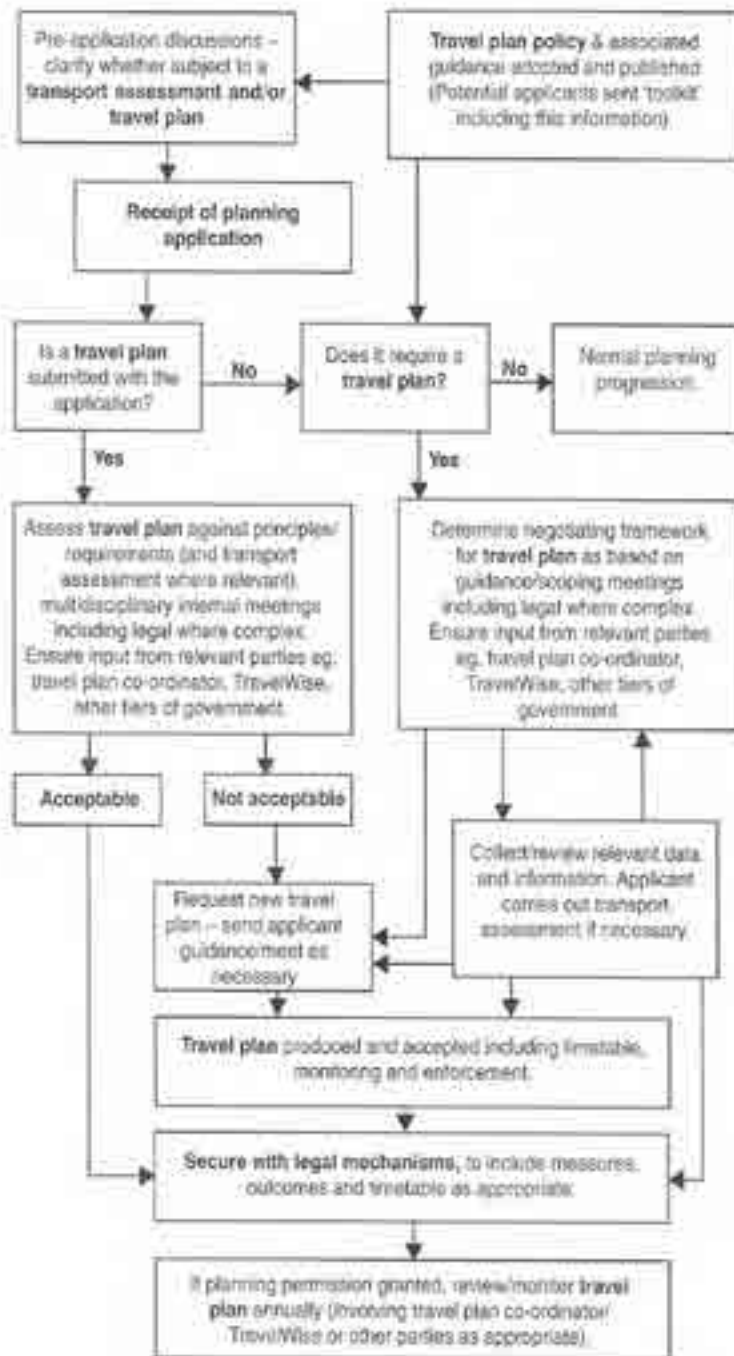 Pre-application discussions –
clarify whether subject to a
transport assessment and/or
travel plan
Travel plan policy & associated
guidance adopted and published
(Potential applicants sent 'toolkit'
including this information)
Receipt of planning
application
Is a travel plan
submitted with the
application?
No
Does it require a
travel plan?
No
Normal planning
progression.
Yes
Yes
Assess travel plan against principles/
requirements (and transport
assessment where relevant),
multidisciplinary internal meetings
including legal where complex.
Ensure input from relevant parties eg.
travel plan co-ordinator, TravelWise,
other tiers of government.
Determine negotiating framework
for travel plan as based on
guidance/scoping meetings
including legal where complex.
Ensure input from relevant parties
eg. travel plan co-ordinator,
TravelWise, other tiers of
government
Acceptable
Not acceptable
Collect/review relevant data
and information. Applicant
carries out transport
assessment if necessary.
Request new travel
plan – send applicant
guidance/meet as
necessary
Travel plan produced and accepted including timetable,
monitoring and enforcement.
Secure with legal mechanisms, to include measures,
outcomes and timetable as appropriate.
If planning permission granted, review/monitor travel
plan annually (involving travel plan co-ordinator/
TravelWise or other parties as appropriate).